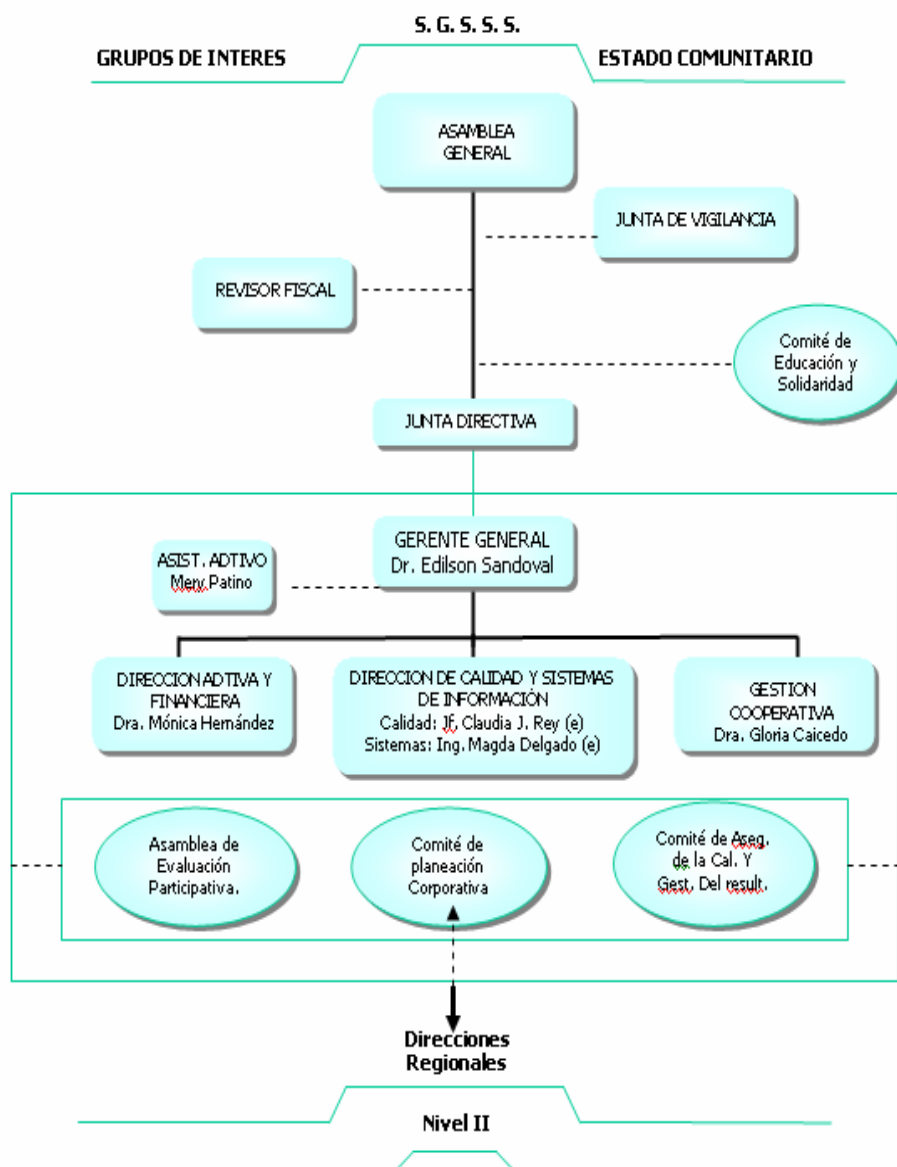 S. G. S. S. S.
GRUPOS DE INTERES
ESTADO COMUNITARIO
ASAMBLEA
GENERAL
JUNTA DE VIGILANCIA
REVISOR FISCAL
Comité de
Educación y
Solidaridad
JUNTA DIRECTIVA
GERENTE GENERAL
Dr. Edilson Sandoval
ASIST. ADTIVO
Mery Patino
DIRECCION ADTIVA Y
FINANCIERA
Dra. Mónica Hernández
DIRECCION DE CALIDAD Y SISTEMAS
DE INFORMACIÓN
Calidad: Jf. Claudia J. Rey (e)
Sistemas: Ing. Magda Delgado (e)
GESTION
COOPERATIVA
Dra. Gloria Caicedo
Asamblea de
Evaluación
Participativa.
Comité de
planeación
Corporativa
Comité de Aseg.
de la Cal. Y
Gest. Del result.
Direcciones
Regionales
Nivel II